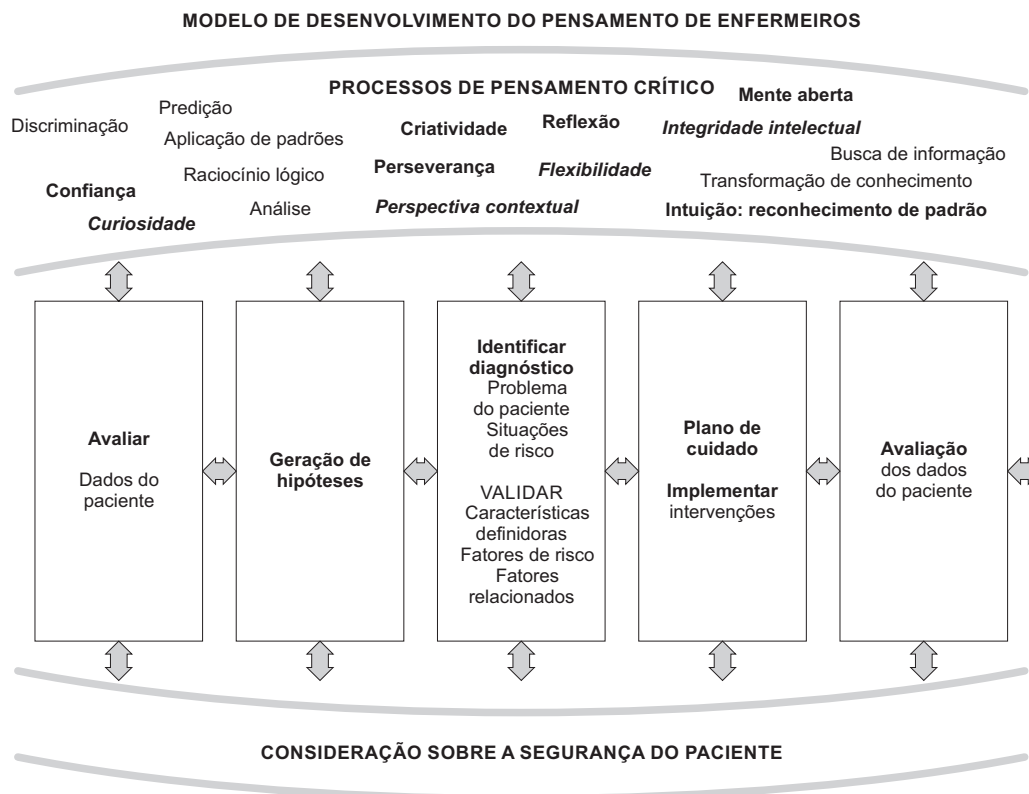 MODELO DE DESENVOLVIMENTO DO PENSAMENTO DE ENFERMEIROS
PROCESSOS DE PENSAMENTO CRÍTICO
Discriminação
Predição
Aplicação de padrões
Raciocínio lógico
Análise
Confiança
Curiosidade
Criatividade
Perseverança
Perspectiva contextual
Reflexão
Flexibilidade
Mente aberta
Integridade intelectual
Busca de informação
Transformação de conhecimento
Intuição: reconhecimento de padrão
Avaliar
Dados do
paciente
Geração de
hipóteses
Identificar
diagnóstico
Problema
do paciente
Situações
de risco
VALIDAR
Características
definidoras
Fatores de risco
Fatores
relacionados
Plano de
cuidado
Implementar
intervenções
Avaliação
dos dados
do paciente
CONSIDERAÇÃO SOBRE A SEGURANÇA DO PACIENTE